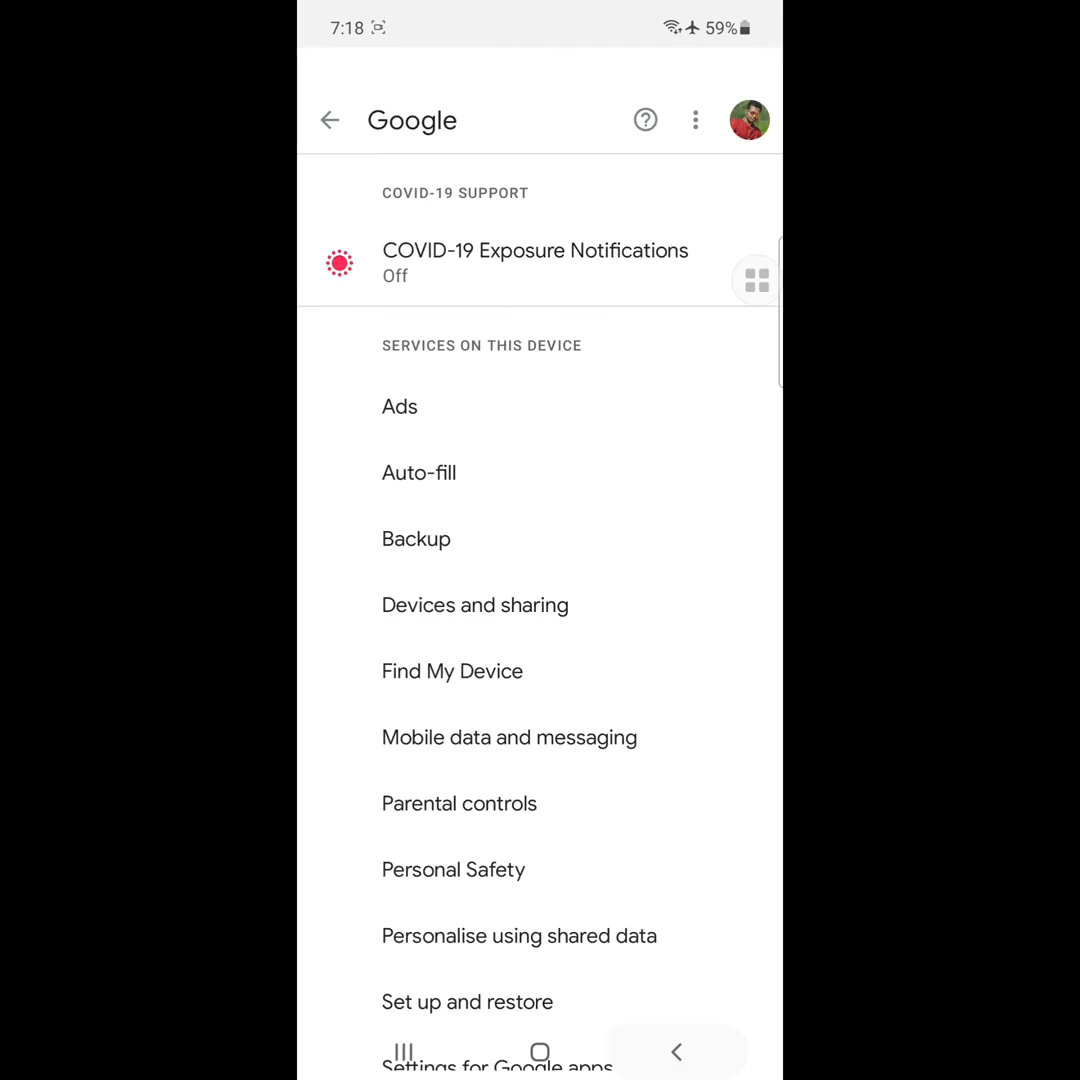 7:18 59%
Google
COVID-19 SUPPORT
COVID-19 Exposure Notifications
Off
SERVICES ON THIS DEVICE
Ads
Auto-fill
Backup
Devices and sharing
Find My Device
Mobile data and messaging
Parental controls
Personal Safety
Personalise using shared data
Set up and restore
Settings for Google apps